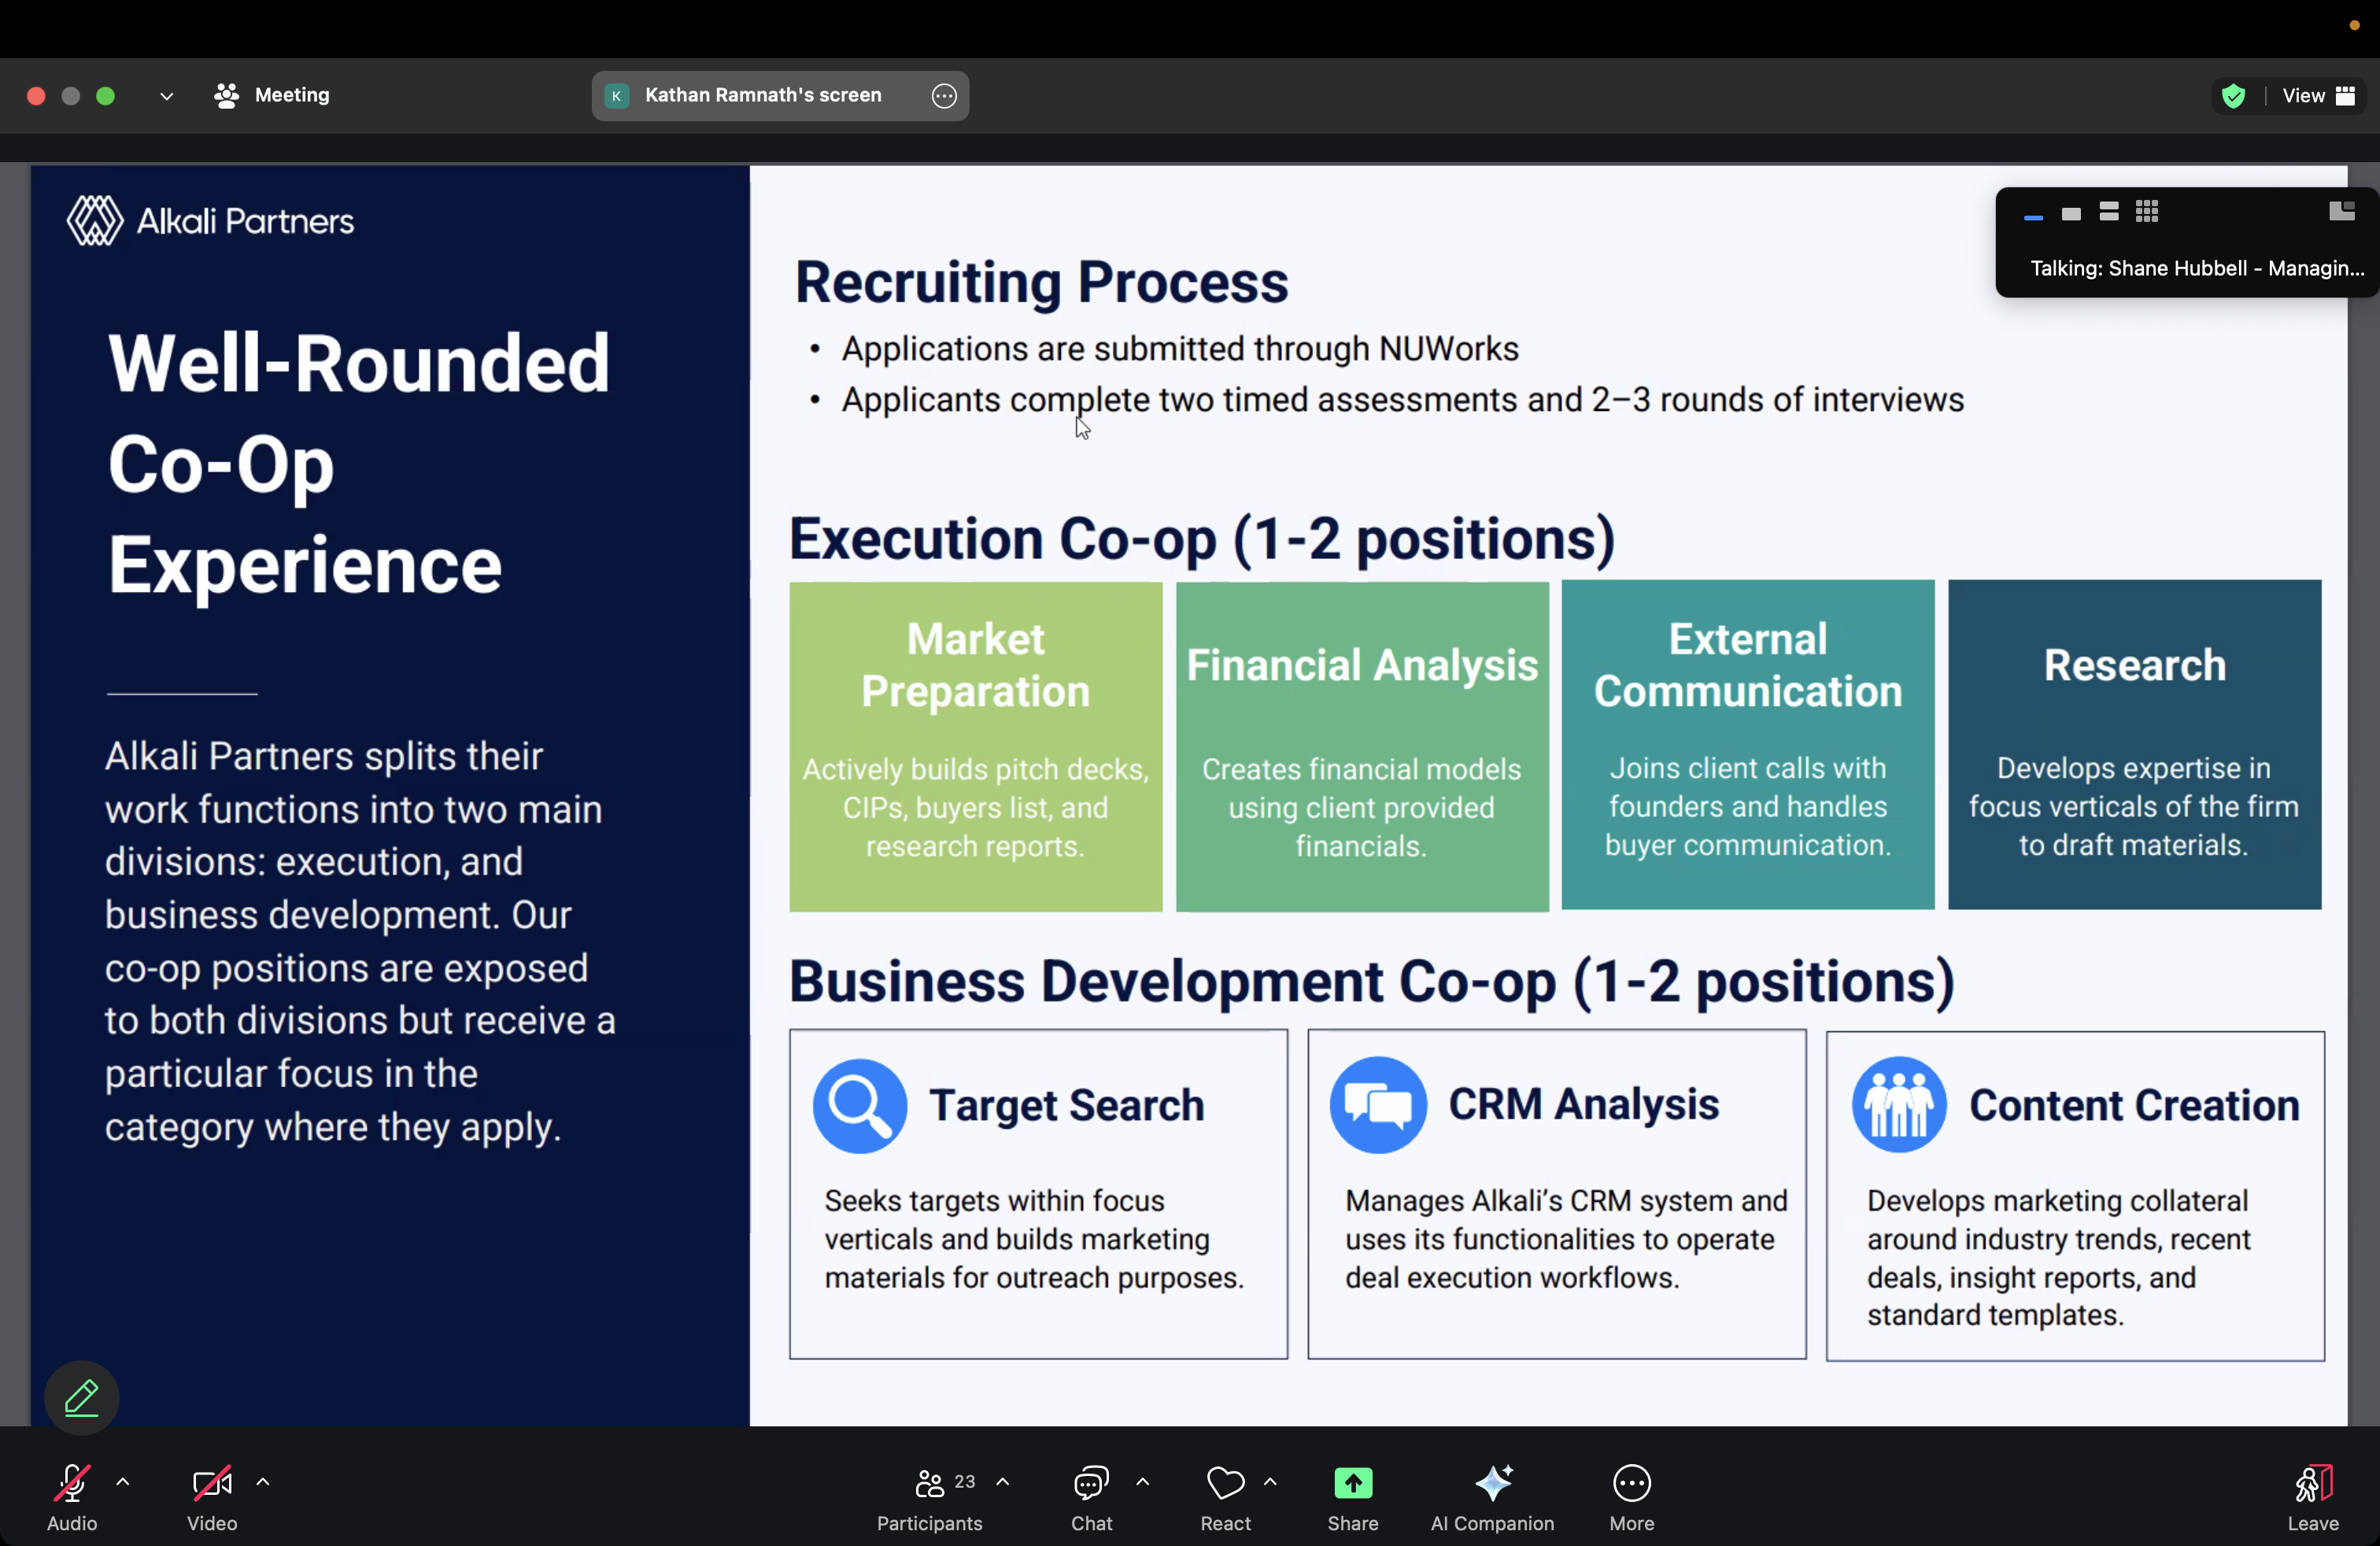 Meeting
K
Kathan Ramnath's screen
View
Talking: Shane Hubbell - Managin...
Alkali Partners
Well-Rounded
Co-Op
Experience
Alkali Partners splits their
work functions into two main
divisions: execution, and
business development. Our
co-op positions are exposed
to both divisions but receive a
particular focus in the
category where they apply.
Recruiting Process
• Applications are submitted through NUWorks
• Applicants complete two timed assessments and 2–3 rounds of interviews
Execution Co-op (1-2 positions)
Market
Preparation
Actively builds pitch decks,
CIPs, buyers list, and
research reports.
Financial Analysis
Creates financial models
using client provided
financials.
External
Communication
Joins client calls with
founders and handles
buyer communication.
Research
Develops expertise in
focus verticals of the firm
to draft materials.
Business Development Co-op (1-2 positions)
Target Search
Seeks targets within focus
verticals and builds marketing
materials for outreach purposes.
CRM Analysis
Manages Alkali’s CRM system and
uses its functionalities to operate
deal execution workflows.
Content Creation
Develops marketing collateral
around industry trends, recent
deals, insight reports, and
standard templates.
Audio
Video
23
Participants
Chat
React
Share
AI Companion
More
Leave